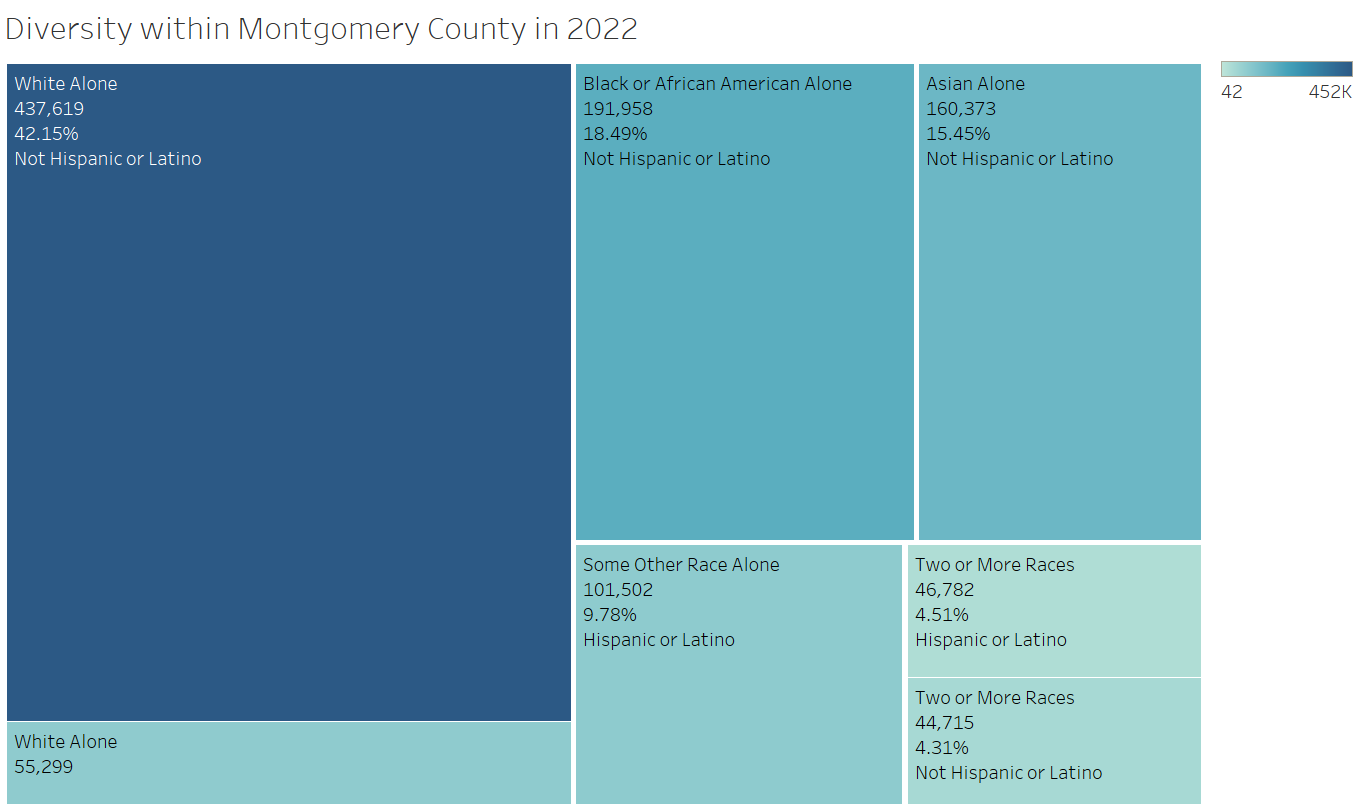 Diversity within Montgomery County in 2022
White Alone
437,619
42.15%
Not Hispanic or Latino
Black or African American Alone
191,958
18.49%
Not Hispanic or Latino
Asian Alone
160,373
15.45%
Not Hispanic or Latino
42 452K
Some Other Race Alone
101,502
9.78%
Hispanic or Latino
Two or More Races
46,782
4.51%
Hispanic or Latino
Two or More Races
44,715
4.31%
Not Hispanic or Latino
White Alone
55,299